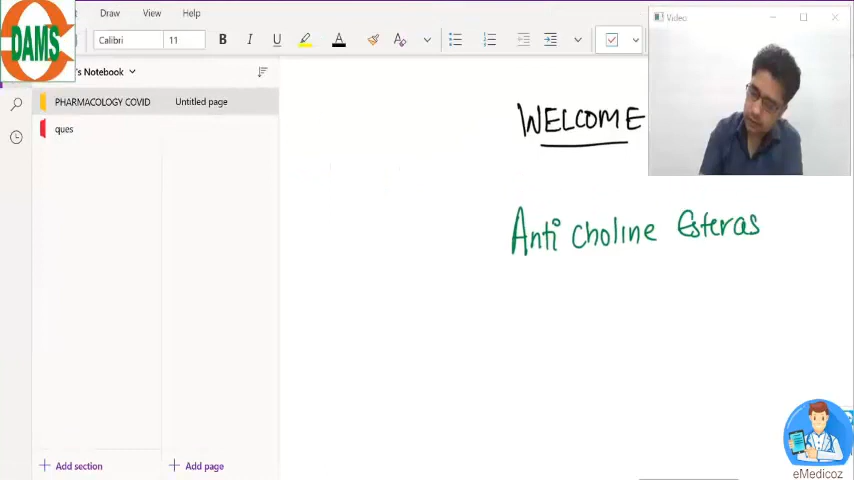 DAMS
Draw View Help
Calibri 11 B I U A
's Notebook
PHARMACOLOGY COVID Untitled page
ques
Video
WELCOME
Anti choline Esteras
Add section Add page
eMedicoz